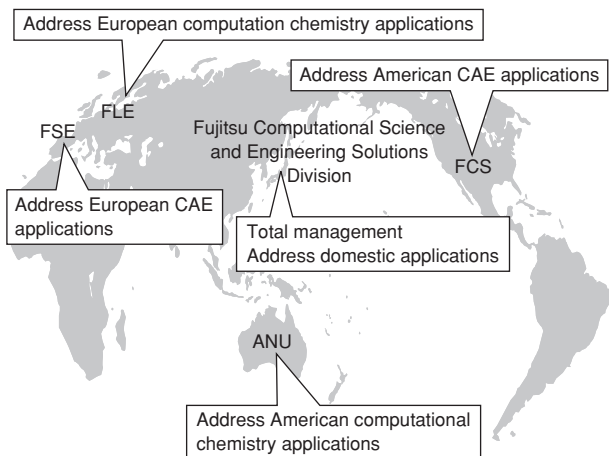 Address European computation chemistry applications
Address American CAE applications
FLE
FSE
Fujitsu Computational Science
and Engineering Solutions
Division
FCS
Address European CAE
applications
Total management
Address domestic applications
ANU
Address American computational
chemistry applications